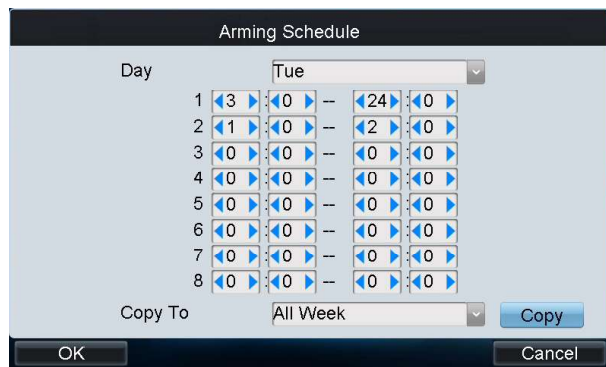 Arming Schedule
Day Tue
1 3 : 0 -- 24 : 0
2 1 : 0 -- 2 : 0
3 0 : 0 -- 0 : 0
4 0 : 0 -- 0 : 0
5 0 : 0 -- 0 : 0
6 0 : 0 -- 0 : 0
7 0 : 0 -- 0 : 0
8 0 : 0 -- 0 : 0
Copy To All Week Copy
OK Cancel